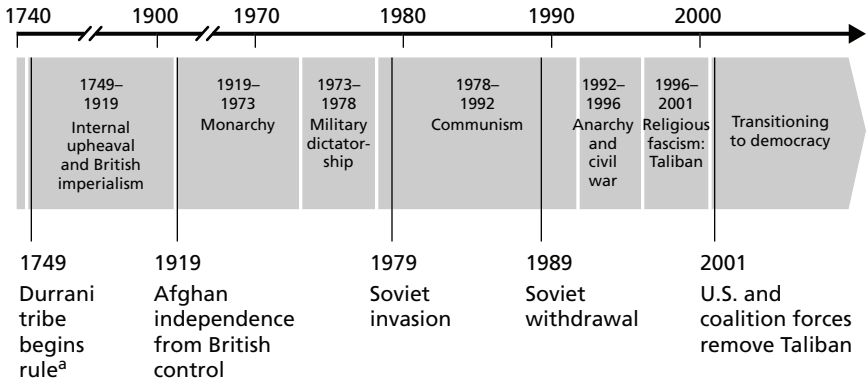 1740 1900 1970 1980 1990 2000
1749–
1919
Internal
upheaval
and British
imperialism
1919–
1973
Monarchy
1973–
1978
Military
dictator-
ship
1978–
1992
Communism
1992–
1996
Anarchy
and
civil
war
1996–
2001
Religious
fascism:
Taliban
Transitioning
to democracy
1749
Durrani
tribe
begins
ruleᵃ
1919
Afghan
independence
from British
control
1979
Soviet
invasion
1989
Soviet
withdrawal
2001
U.S. and
coalition forces
remove Taliban